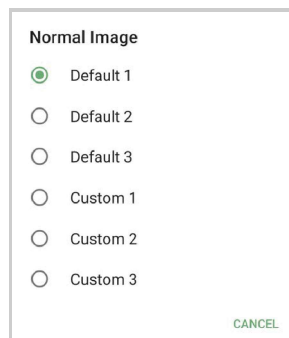 Normal Image
Default 1
Default 2
Default 3
Custom 1
Custom 2
Custom 3
CANCEL